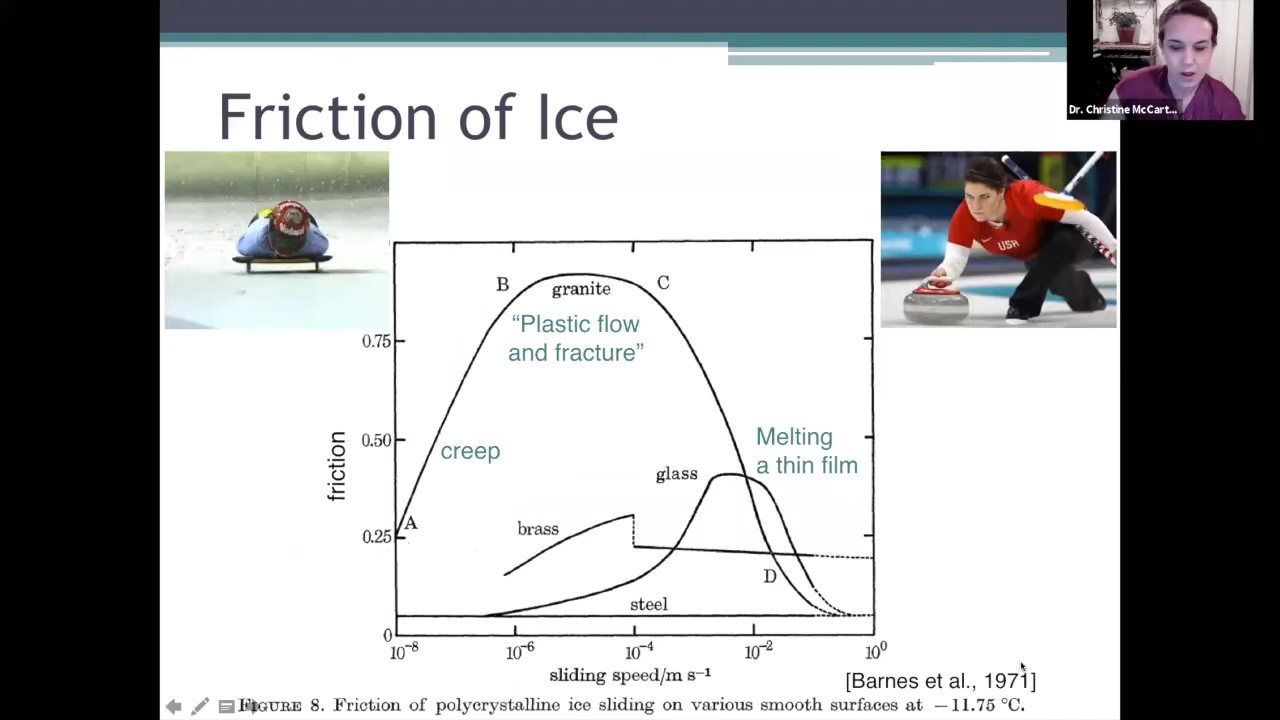 Dr. Christine McCart...
Friction of Ice
USA
B
granite
C
“Plastic flow
and fracture”
0.75
Melting
a thin film
0.50
creep
friction
glass
A
brass
0.25
D
steel
0
10⁻⁸
10⁻⁶
10⁻⁴
10⁻²
10⁰
sliding speed/m s⁻¹
[Barnes et al., 1971]
FIGURE 8. Friction of polycrystalline ice sliding on various smooth surfaces at −11.75 °C.